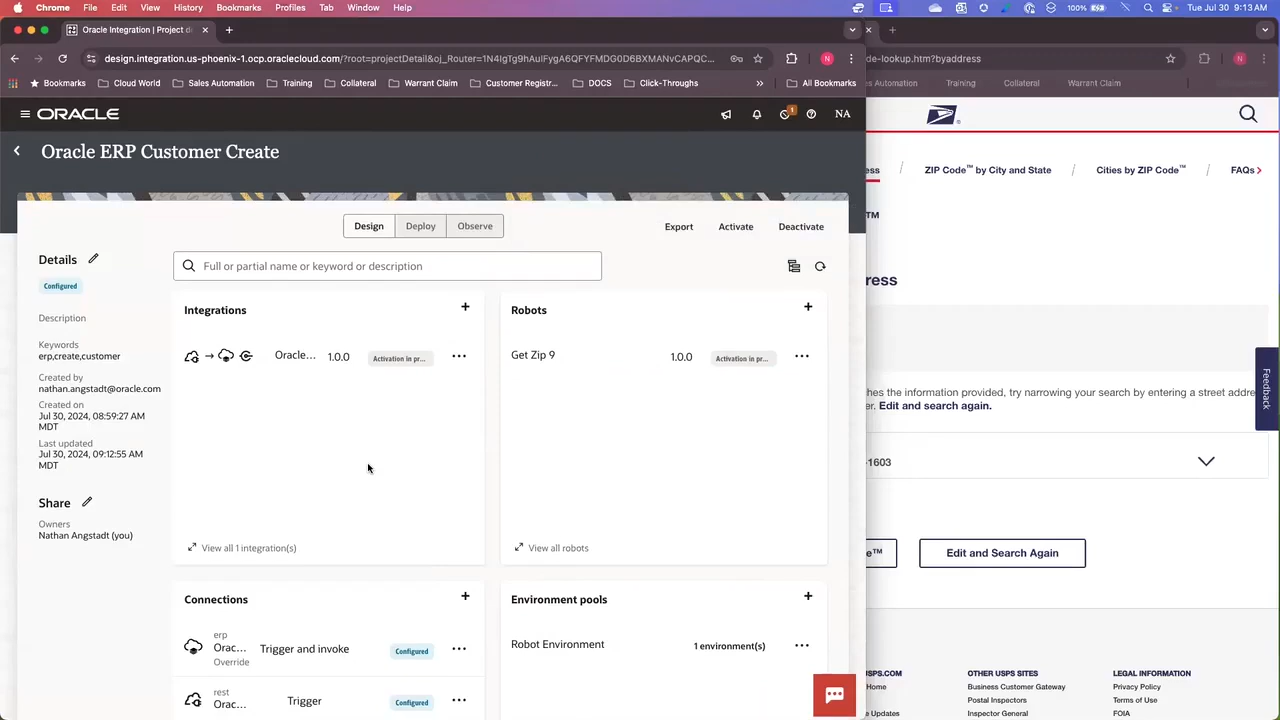 Chrome File Edit View History Bookmarks Profiles Tab Window Help
100%
Tue Jul 30 9:13 AM
Oracle Integration | Project de
design.integration.us-phoenix-1.ocp.oraclecloud.com/?root=projectDetail&oj_Router=1N4IgTg9hAuIFygA6QFYFMDG0D6BXMANvCAPQC...
N
de-lookup.htm?byaddress
N
Bookmarks Cloud World Sales Automation Training Collateral Warrant Claim Customer Registr... DOCS Click-Throughs » All Bookmarks
ales Automation Training Collateral Warrant Claim
ORACLE
1
NA
Oracle ERP Customer Create
ess / ZIP Code™ by City and State / Cities by ZIP Code™ FAQs
TM
Design Deploy Observe
Export Activate Deactivate
Details
Full or partial name or keyword or description
Configured
ress
Description
Keywords
erp,create,customer
Created by
nathan.angstadt@oracle.com
Created on
Jul 30, 2024, 08:59:27 AM
MDT
Last updated
Jul 30, 2024, 09:12:55 AM
MDT
Share
Owners
Nathan Angstadt (you)
Integrations +
Oracle... 1.0.0 Activation in pr... ...
View all 1 integration(s)
Robots +
Get Zip 9 1.0.0 Activation in pr... ...
View all robots
Connections +
erp
Orac... Trigger and invoke Configured ...
Override
rest
Orac... Trigger Configured ...
Environment pools +
Robot Environment 1 environment(s) ...
hes the information provided, try narrowing your search by entering a street addre
er. Edit and search again.
Feedback
-1603
e™ Edit and Search Again
USPS.COM
Home
e Updates
OTHER USPS SITES
Business Customer Gateway
Postal Inspectors
Inspector General
LEGAL INFORMATION
Privacy Policy
Terms of Use
FOIA